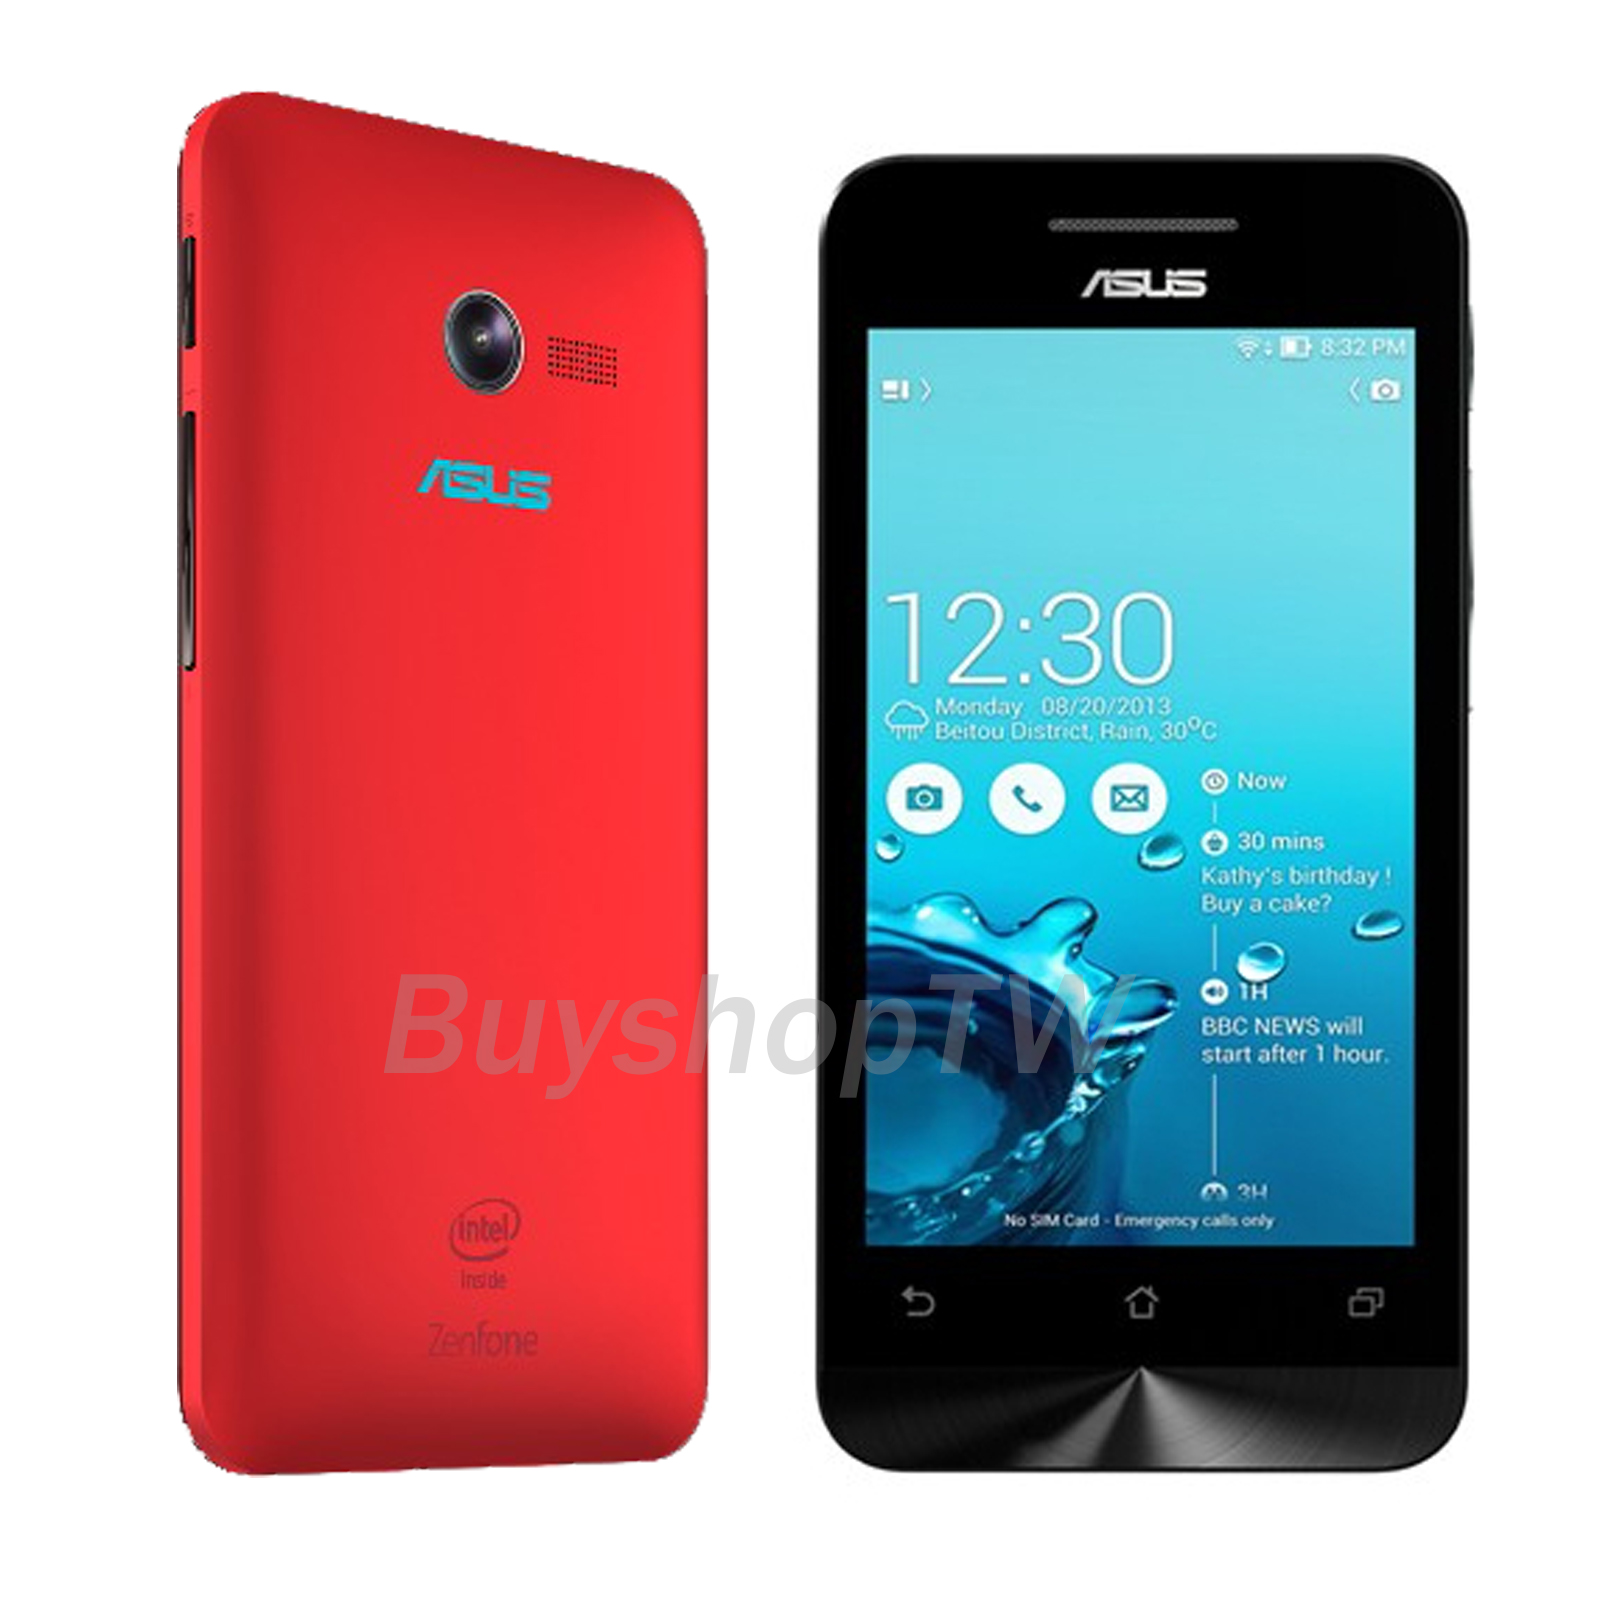 ASUS
intel
inside
Zenfone
ASUS
8:32 PM
12:30
Monday 08/20/2013
Beitou District, Rain, 30°C
Now
30 mins
Kathy's birthday !
Buy a cake?
1H
BBC NEWS will
start after 1 hour.
3H
No SIM Card - Emergency calls only
BuyshopTW